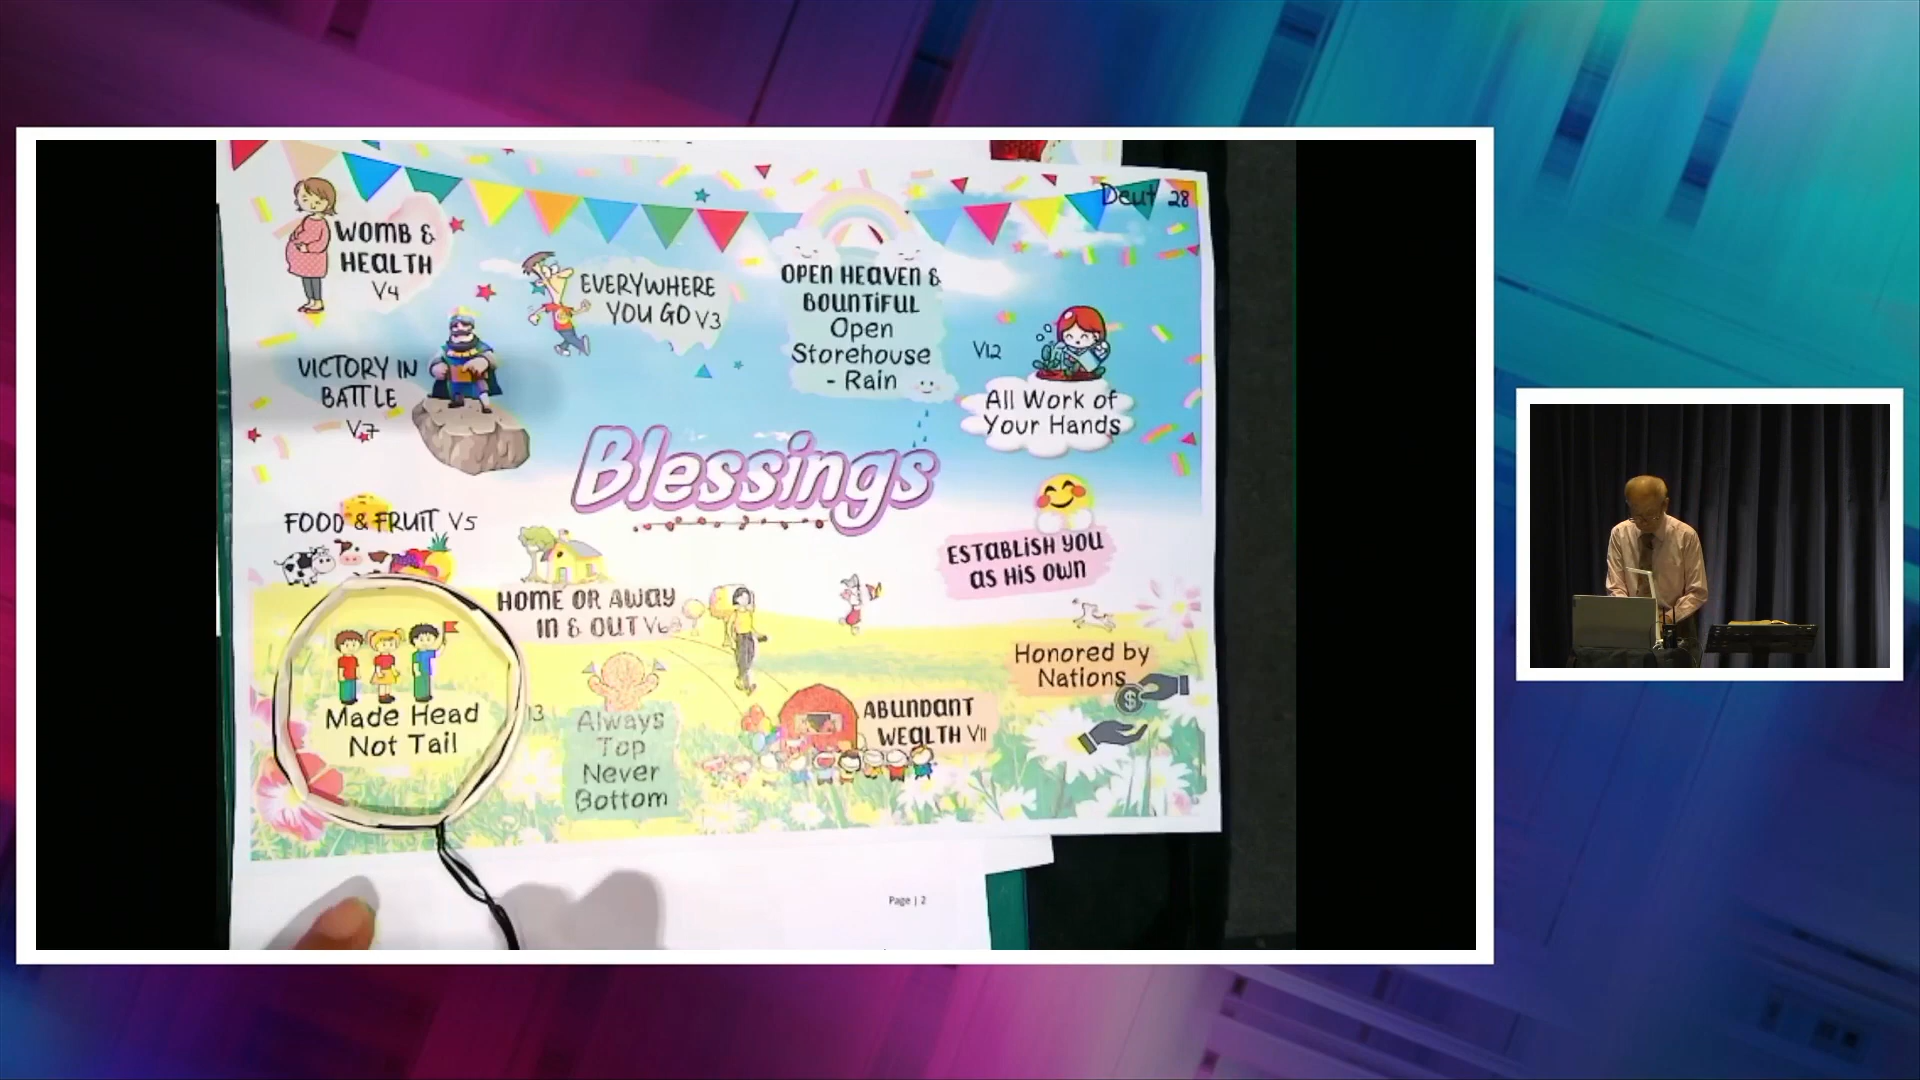 Deut 28
WOMB &
HEALTH
V4
EVERYWHERE
YOU GO V3
OPEN HEAVEN &
BOUNTIFUL
Open
Storehouse
- Rain
V12
All Work of
Your Hands
VICTORY IN
BATTLE
V7
Blessings
FOOD & FRUIT V5
ESTABLISH YOU
AS HIS OWN
HOME OR AWAY
IN & OUT V6
Honored by
Nations
$
Made Head
Not Tail
13
Always
Top
Never
Bottom
ABUNDANT
WEALTH V11
Page | 2